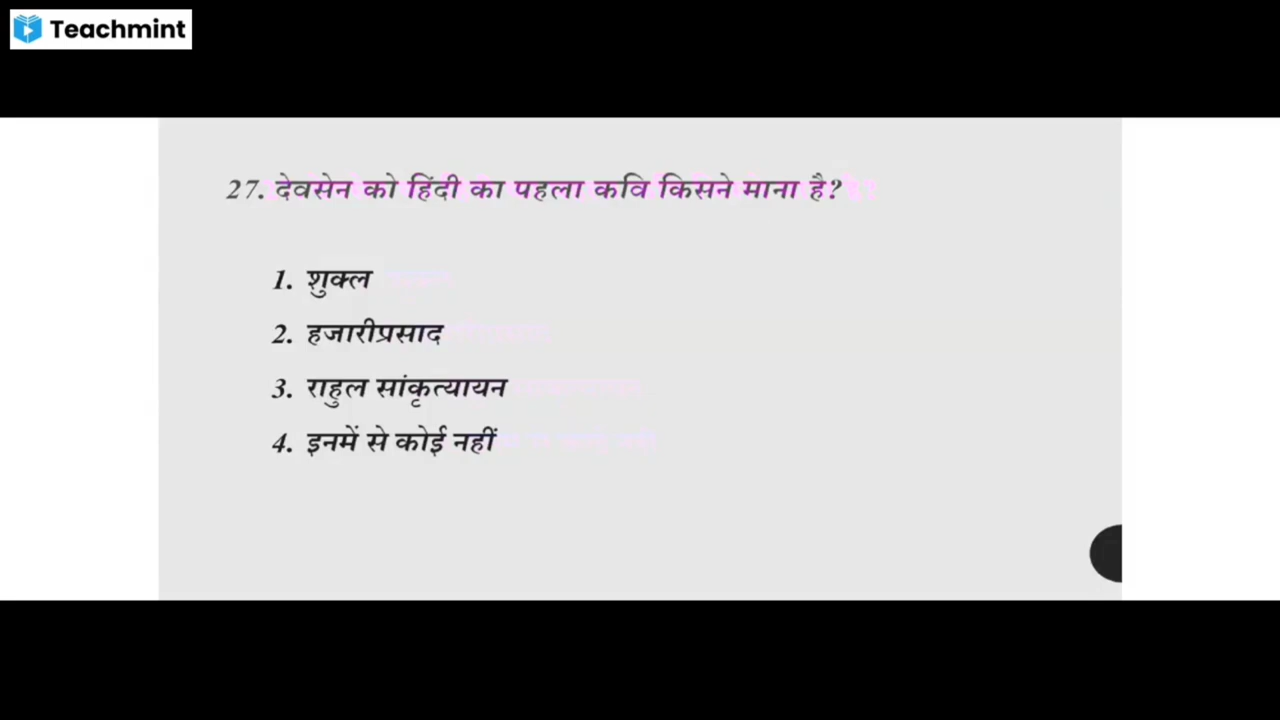 Teachmint
27. देवसेन को हिंदी का पहला कवि किसने माना है?
1. शुक्ल
2. हजारीप्रसाद
3. राहुल सांकृत्यायन
4. इनमें से कोई नहीं